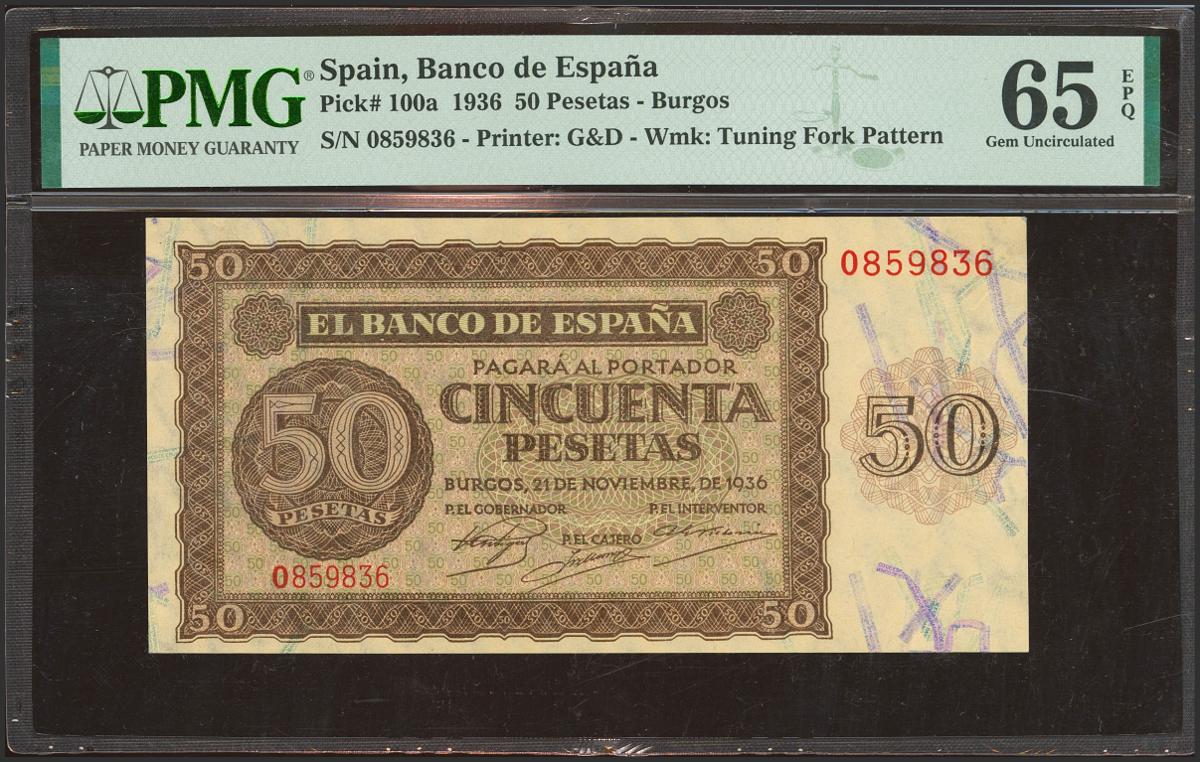 PMG®
PAPER MONEY GUARANTY
Spain, Banco de España
Pick# 100a 1936 50 Pesetas - Burgos
S/N 0859836 - Printer: G&D - Wmk: Tuning Fork Pattern
65
EPQ
Gem Uncirculated
50
50
0859836
EL BANCO DE ESPAÑA
PAGARÁ AL PORTADOR
CINCUENTA
PESETAS
50
PESETAS
50
BURGOS, 21 DE NOVIEMBRE, DE 1936
P. EL GOBERNADOR
P. EL INTERVENTOR
P. EL CAJERO
0859836
50
50